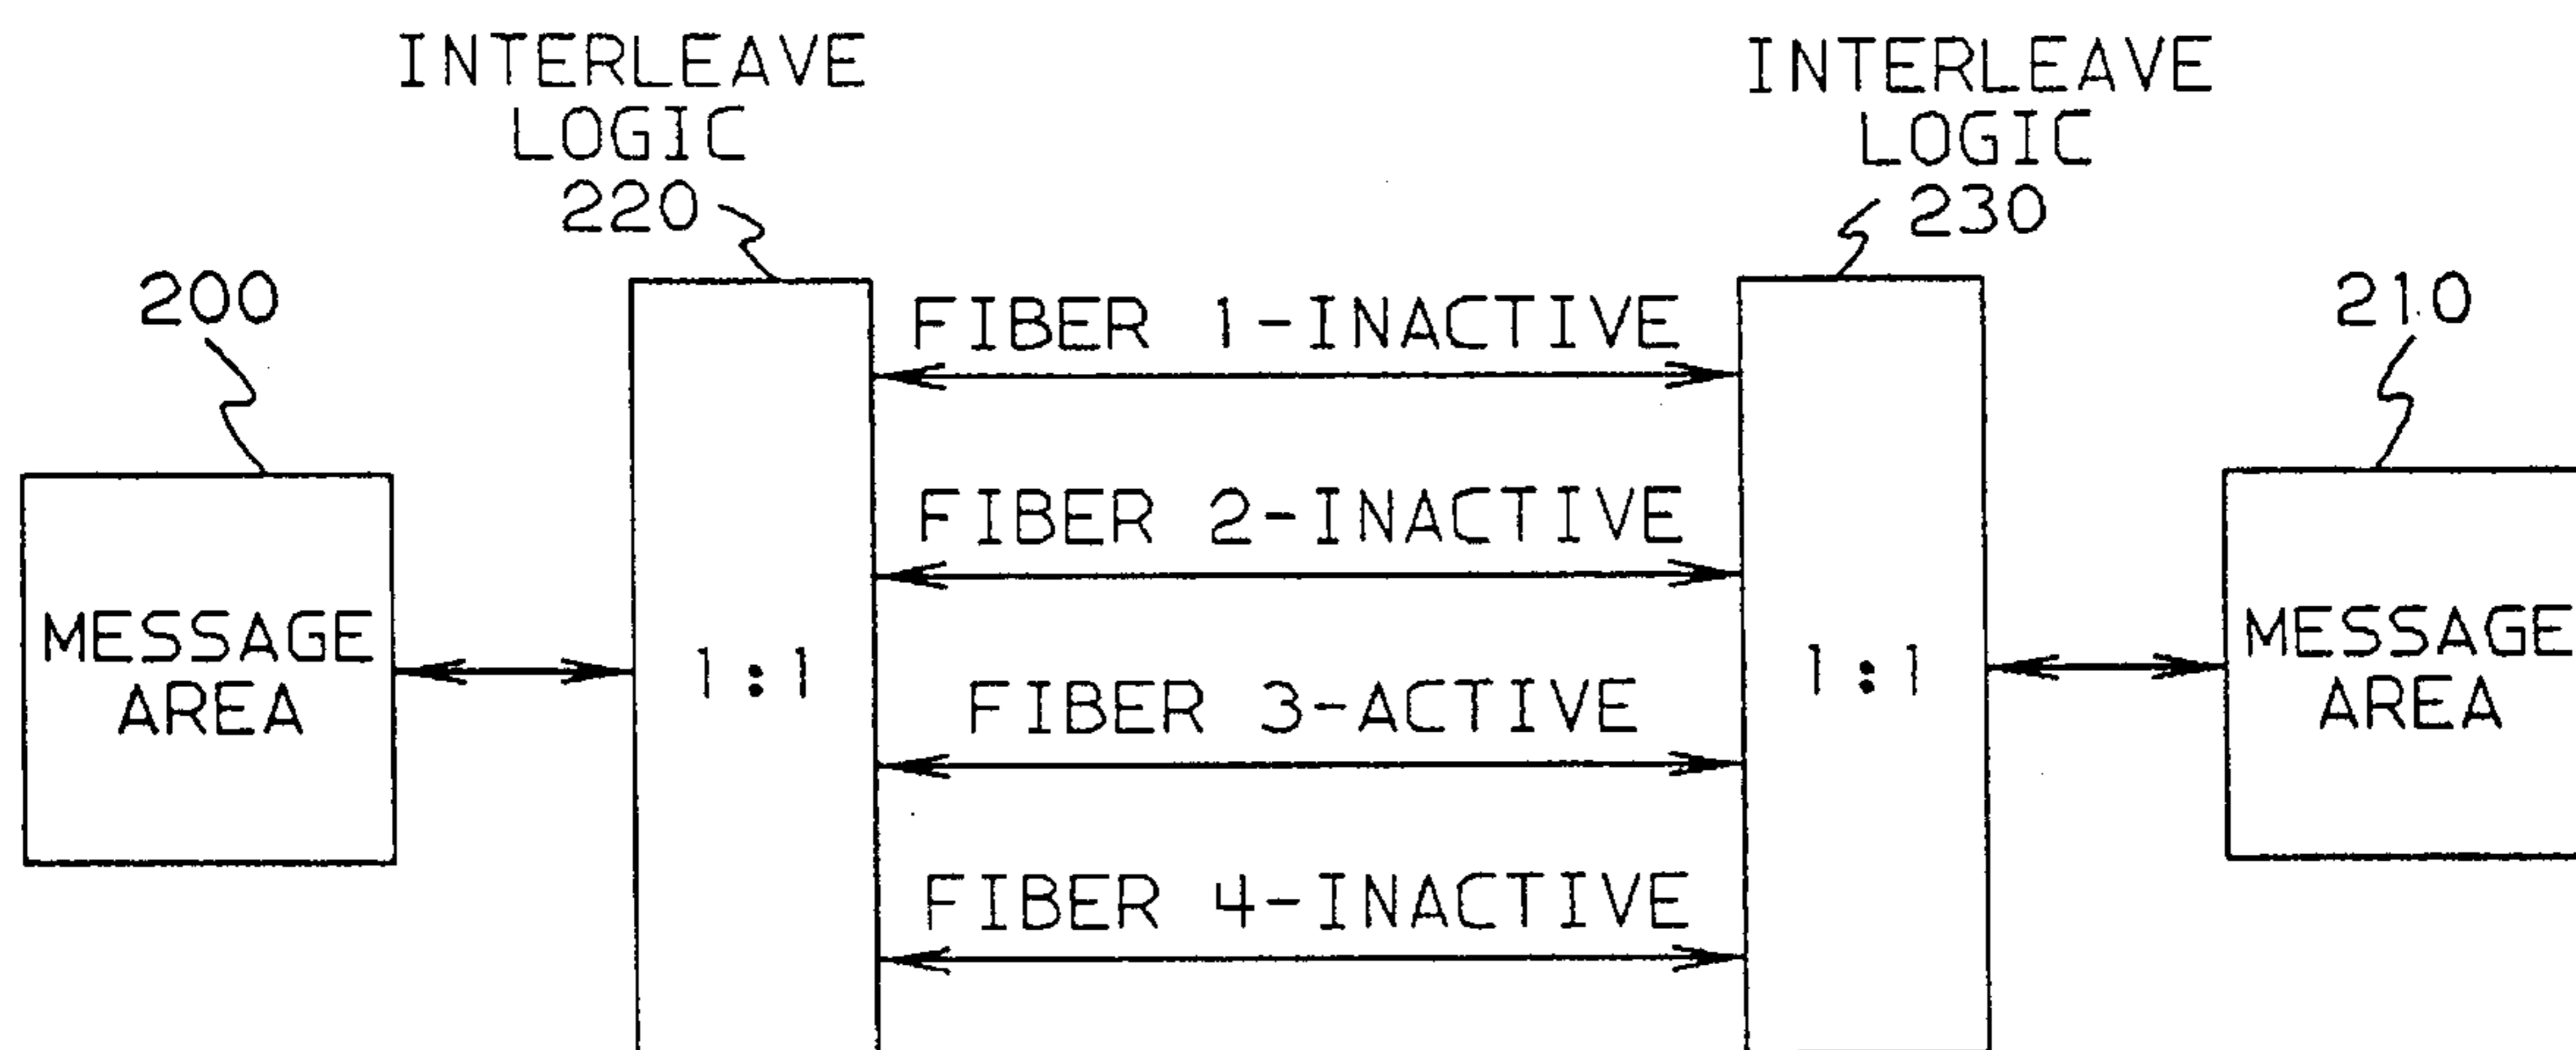 INTERLEAVE
LOGIC
220
INTERLEAVE
LOGIC
230
200
210
FIBER 1-INACTIVE
FIBER 2-INACTIVE
MESSAGE
AREA
1:1
FIBER 3-ACTIVE
1:1
MESSAGE
AREA
FIBER 4-INACTIVE